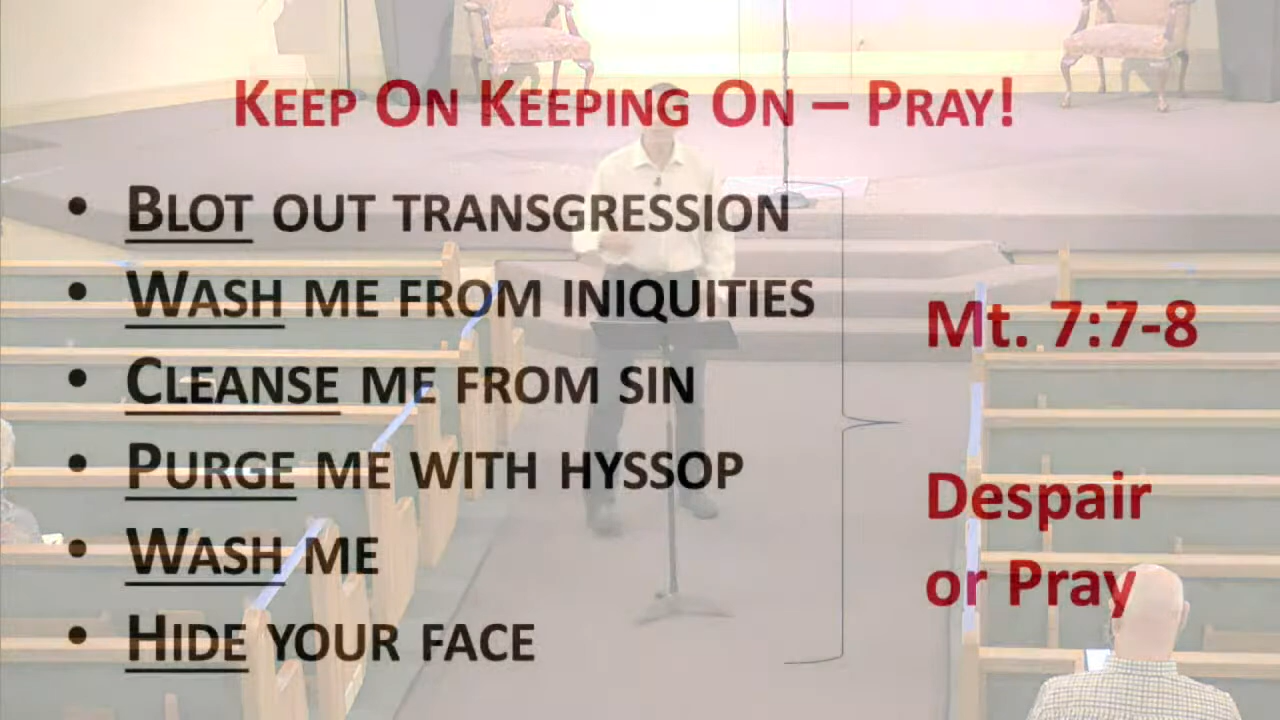 KEEP ON KEEPING ON – PRAY!
• BLOT OUT TRANSGRESSION
• WASH ME FROM INIQUITIES
• CLEANSE ME FROM SIN
• PURGE ME WITH HYSSOP
• WASH ME
• HIDE YOUR FACE
Mt. 7:7-8
Despair
or Pray